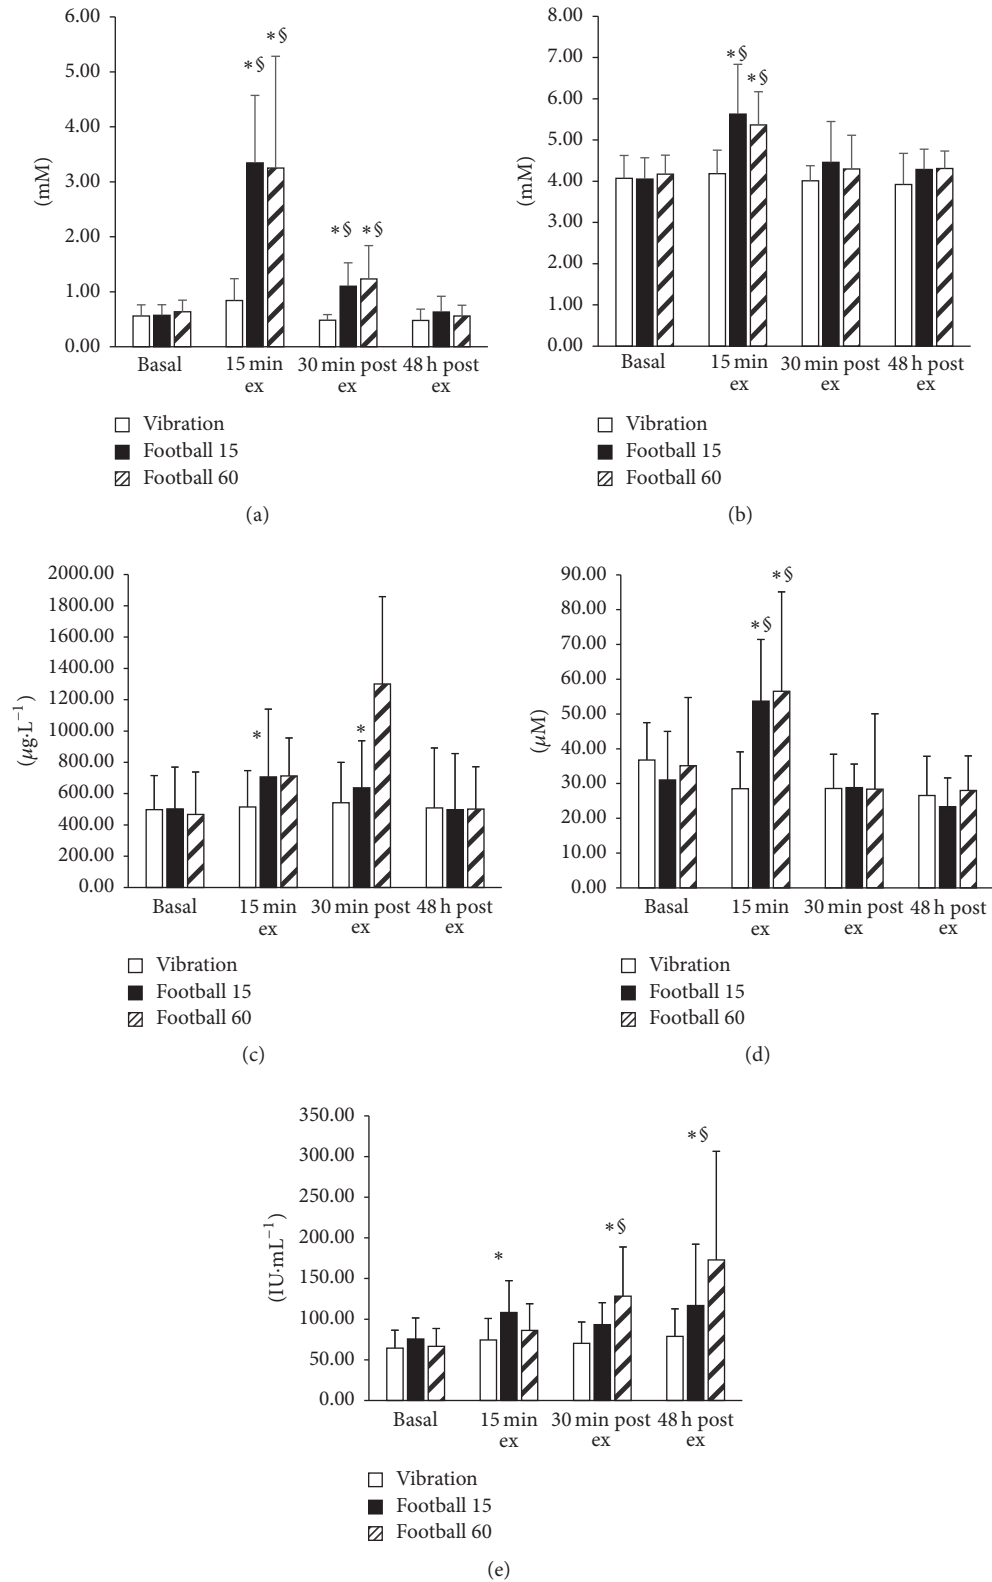 6.00
5.00
4.00
3.00
2.00
1.00
0.00
(mM)
*§
*§
*§
*§
Basal 15 min 30 min post 48 h post
ex ex ex
Vibration
Football 15
Football 60
(a)
8.00
7.00
6.00
5.00
4.00
3.00
2.00
1.00
0.00
(mM)
*§
*§
Basal 15 min 30 min post 48 h post
ex ex ex
Vibration
Football 15
Football 60
(b)
2000.00
1800.00
1600.00
1400.00
1200.00
1000.00
800.00
600.00
400.00
200.00
0.00
(μg·L⁻¹)
*
*
Basal 15 min 30 min post 48 h post
ex ex ex
Vibration
Football 15
Football 60
(c)
90.00
80.00
70.00
60.00
50.00
40.00
30.00
20.00
10.00
0.00
(μM)
*§
*§
Basal 15 min 30 min post 48 h post
ex ex ex
Vibration
Football 15
Football 60
(d)
350.00
300.00
250.00
200.00
150.00
100.00
50.00
0.00
(IU·mL⁻¹)
*
*§
*§
Basal 15 min 30 min post 48 h post
ex ex ex
Vibration
Football 15
Football 60
(e)